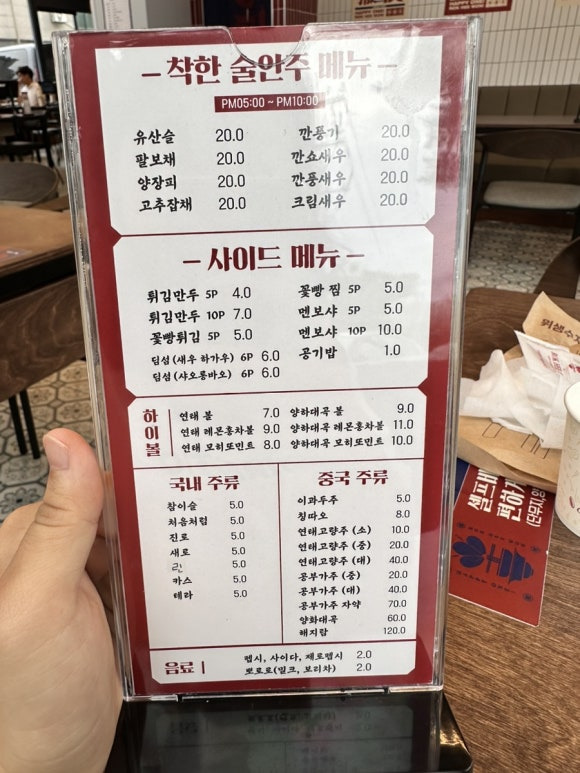 착한 술안주 메뉴
PM05:00 ~ PM10:00
유산슬 20.0 깐풍기 20.0
팔보채 20.0 깐쇼새우 20.0
양장피 20.0 깐풍새우 20.0
고추잡채 20.0 크림새우 20.0
사이드 메뉴
튀김만두 5P 4.0 꽃빵 찜 5P 5.0
튀김만두 10P 7.0 멘보샤 5P 5.0
꽃빵튀김 5P 5.0 멘보샤 10P 10.0
딤섬 (새우 하가우) 6P 6.0 공기밥 1.0
딤섬 (샤오롱바오) 6P 6.0
하이볼
연태 볼 7.0 양하대곡 볼 9.0
연태 레몬홍차볼 9.0 양하대곡 레몬홍차볼 11.0
연태 모히또민트 8.0 양하대곡 모히또민트 10.0
국내 주류
참이슬 5.0
처음처럼 5.0
진로 5.0
새로 5.0
린 5.0
카스 5.0
테라 5.0
중국 주류
이과두주 5.0
칭따오 8.0
연태고량주 (소) 10.0
연태고량주 (중) 20.0
연태고량주 (대) 40.0
공부가주 (중) 20.0
공부가주 (대) 40.0
공부가주 자약 70.0
양하대곡 60.0
해지람 120.0
음료
펩시, 사이다, 제로펩시 2.0
뽀로로(밀크, 보리차) 2.0